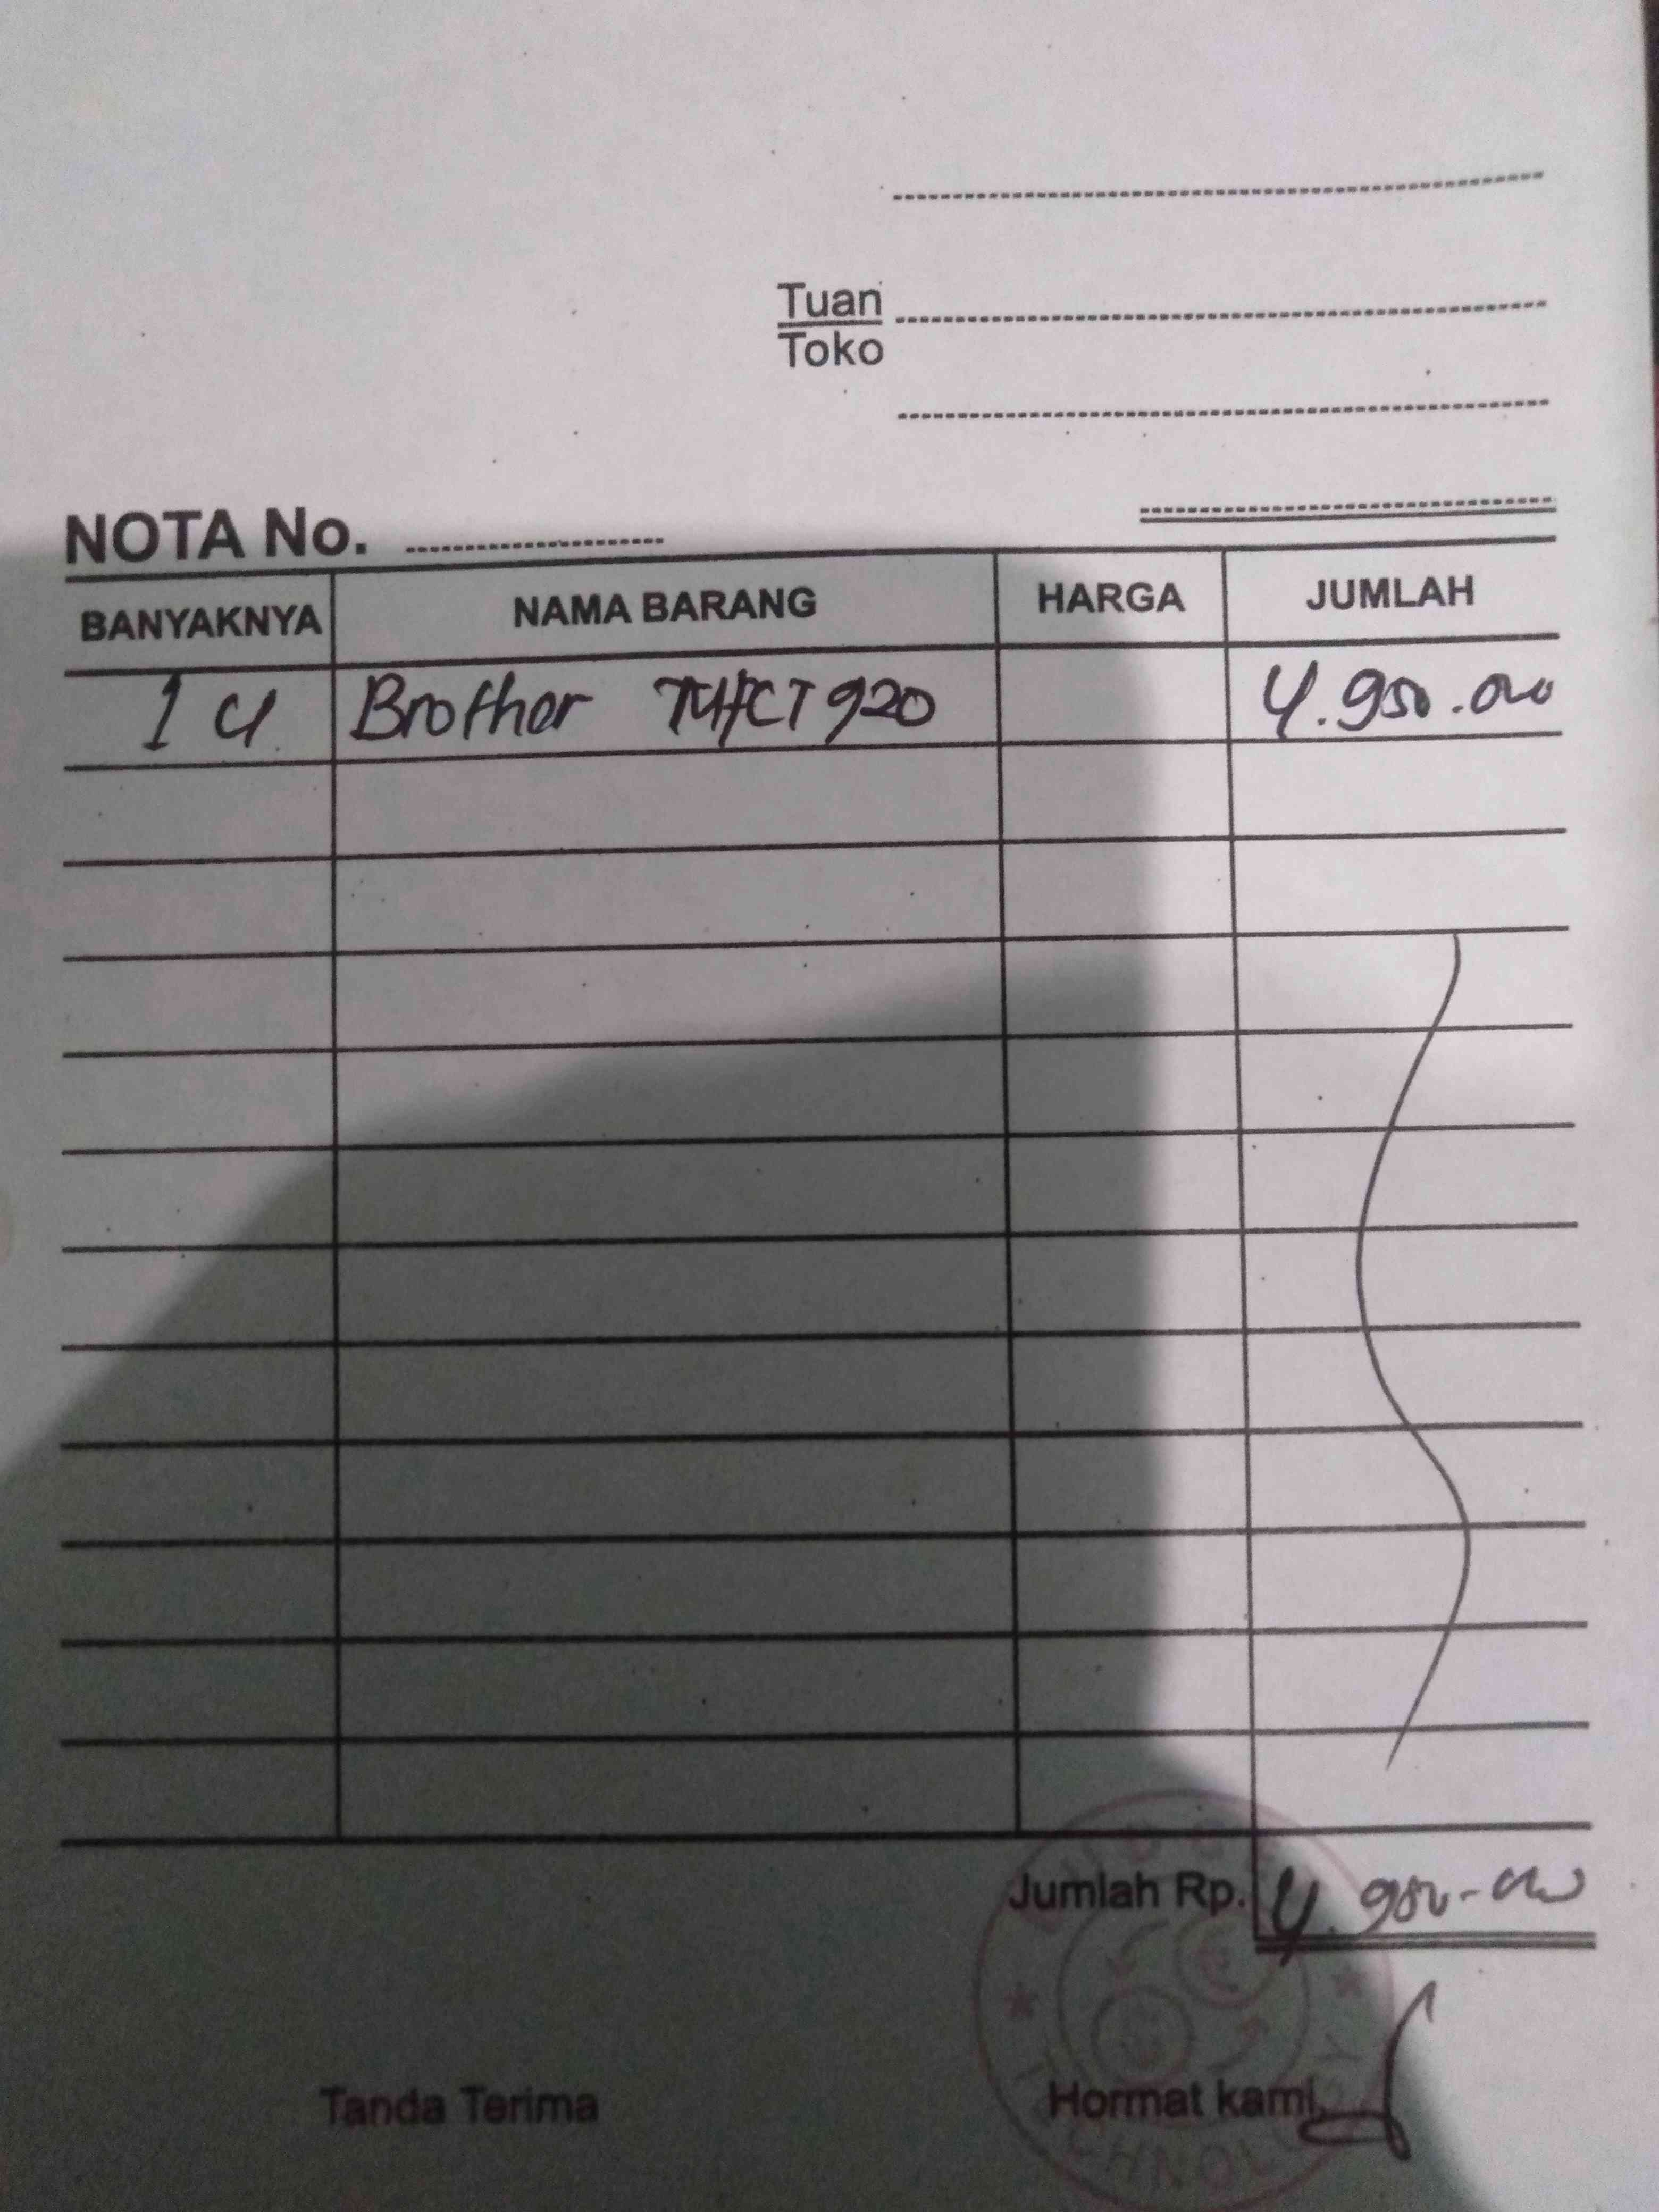 Tuan
Toko
NOTA No.
BANYAKNYA NAMA BARANG HARGA JUMLAH
1 U Brother 920 4.950.000
Jumlah Rp. 4.950.000
Tanda Terima Hormat kami,